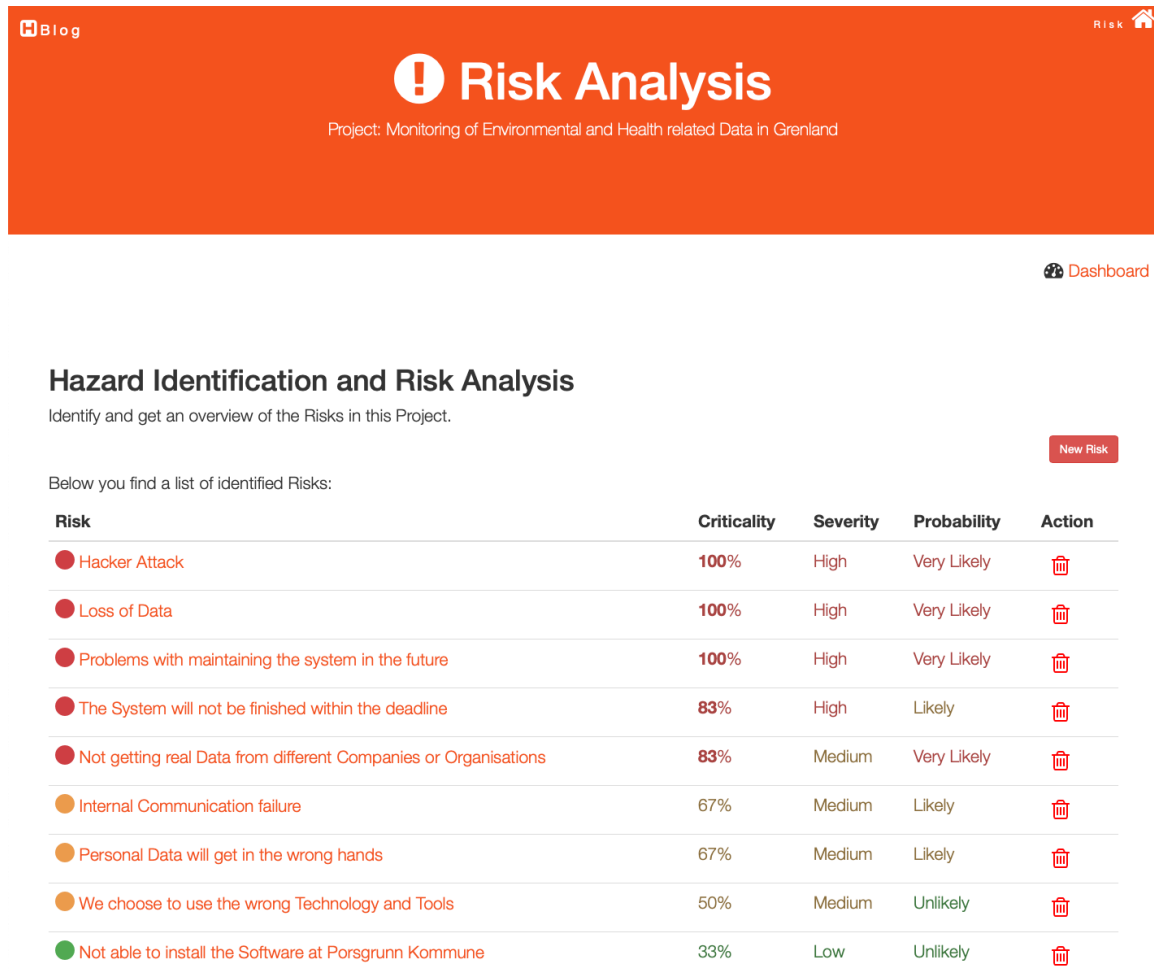 H Blog
Risk
Risk Analysis
Project: Monitoring of Environmental and Health related Data in Grenland
Dashboard
Hazard Identification and Risk Analysis
Identify and get an overview of the Risks in this Project.
New Risk
Below you find a list of identified Risks:
Risk Criticality Severity Probability Action
Hacker Attack 100% High Very Likely
Loss of Data 100% High Very Likely
Problems with maintaining the system in the future 100% High Very Likely
The System will not be finished within the deadline 83% High Likely
Not getting real Data from different Companies or Organisations 83% Medium Very Likely
Internal Communication failure 67% Medium Likely
Personal Data will get in the wrong hands 67% Medium Likely
We choose to use the wrong Technology and Tools 50% Medium Unlikely
Not able to install the Software at Porsgrunn Kommune 33% Low Unlikely